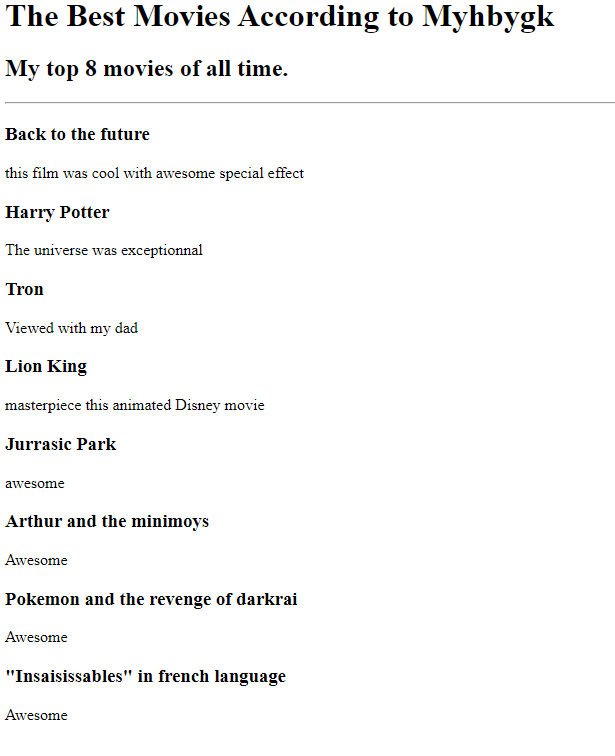 The Best Movies According to Myhbygk
My top 8 movies of all time.
Back to the future
this film was cool with awesome special effect
Harry Potter
The universe was exceptionnal
Tron
Viewed with my dad
Lion King
masterpiece this animated Disney movie
Jurrasic Park
awesome
Arthur and the minimoys
Awesome
Pokemon and the revenge of darkrai
Awesome
"Insaisissables" in french language
Awesome